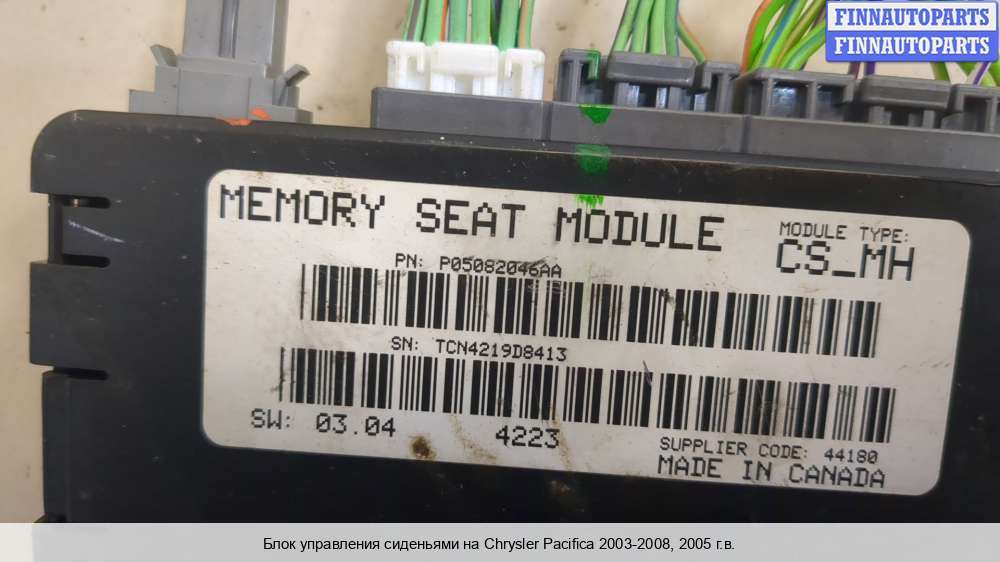 FINNAUTOPARTS
FINNAUTOPARTS
MEMORY SEAT MODULE
MODULE TYPE:
CS_MH
PN: P05082046AA
SN: TCN4219D8413
SW: 03.04
4223
SUPPLIER CODE: 44180
MADE IN CANADA
Блок управления сиденьями на Chrysler Pacifica 2003-2008, 2005 г.в.